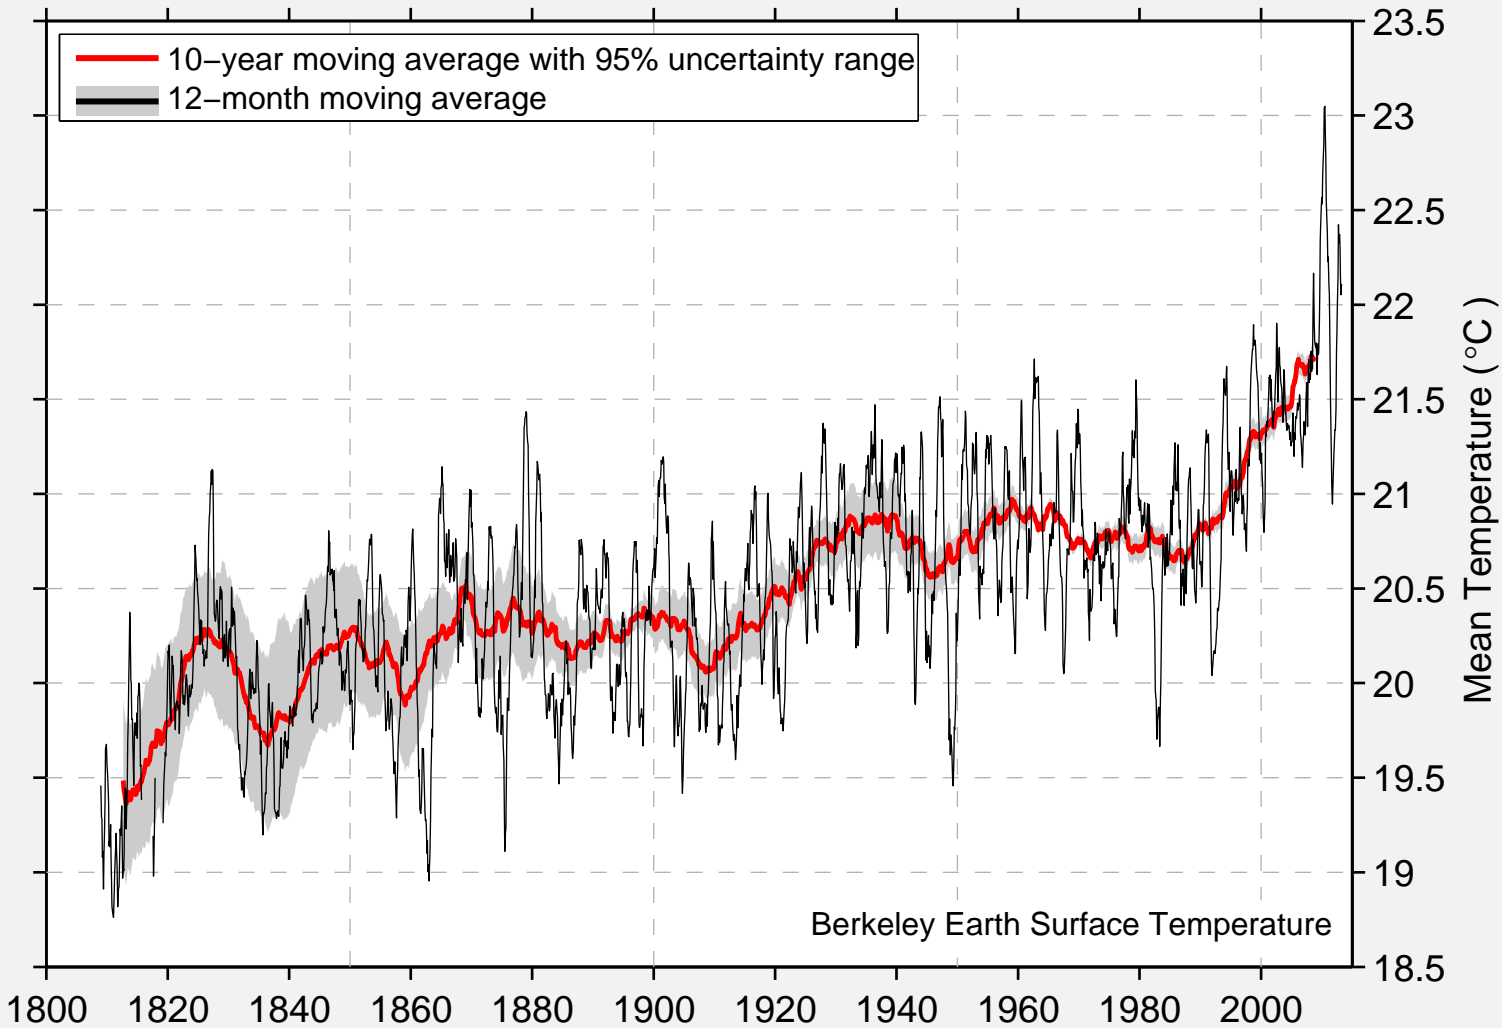 10−year moving average with 95% uncertainty range
12−month moving average
23.5
23
22.5
22
21.5
21
20.5
20
19.5
19
18.5
Mean Temperature (°C )
Berkeley Earth Surface Temperature
1800 1820 1840 1860 1880 1900 1920 1940 1960 1980 2000